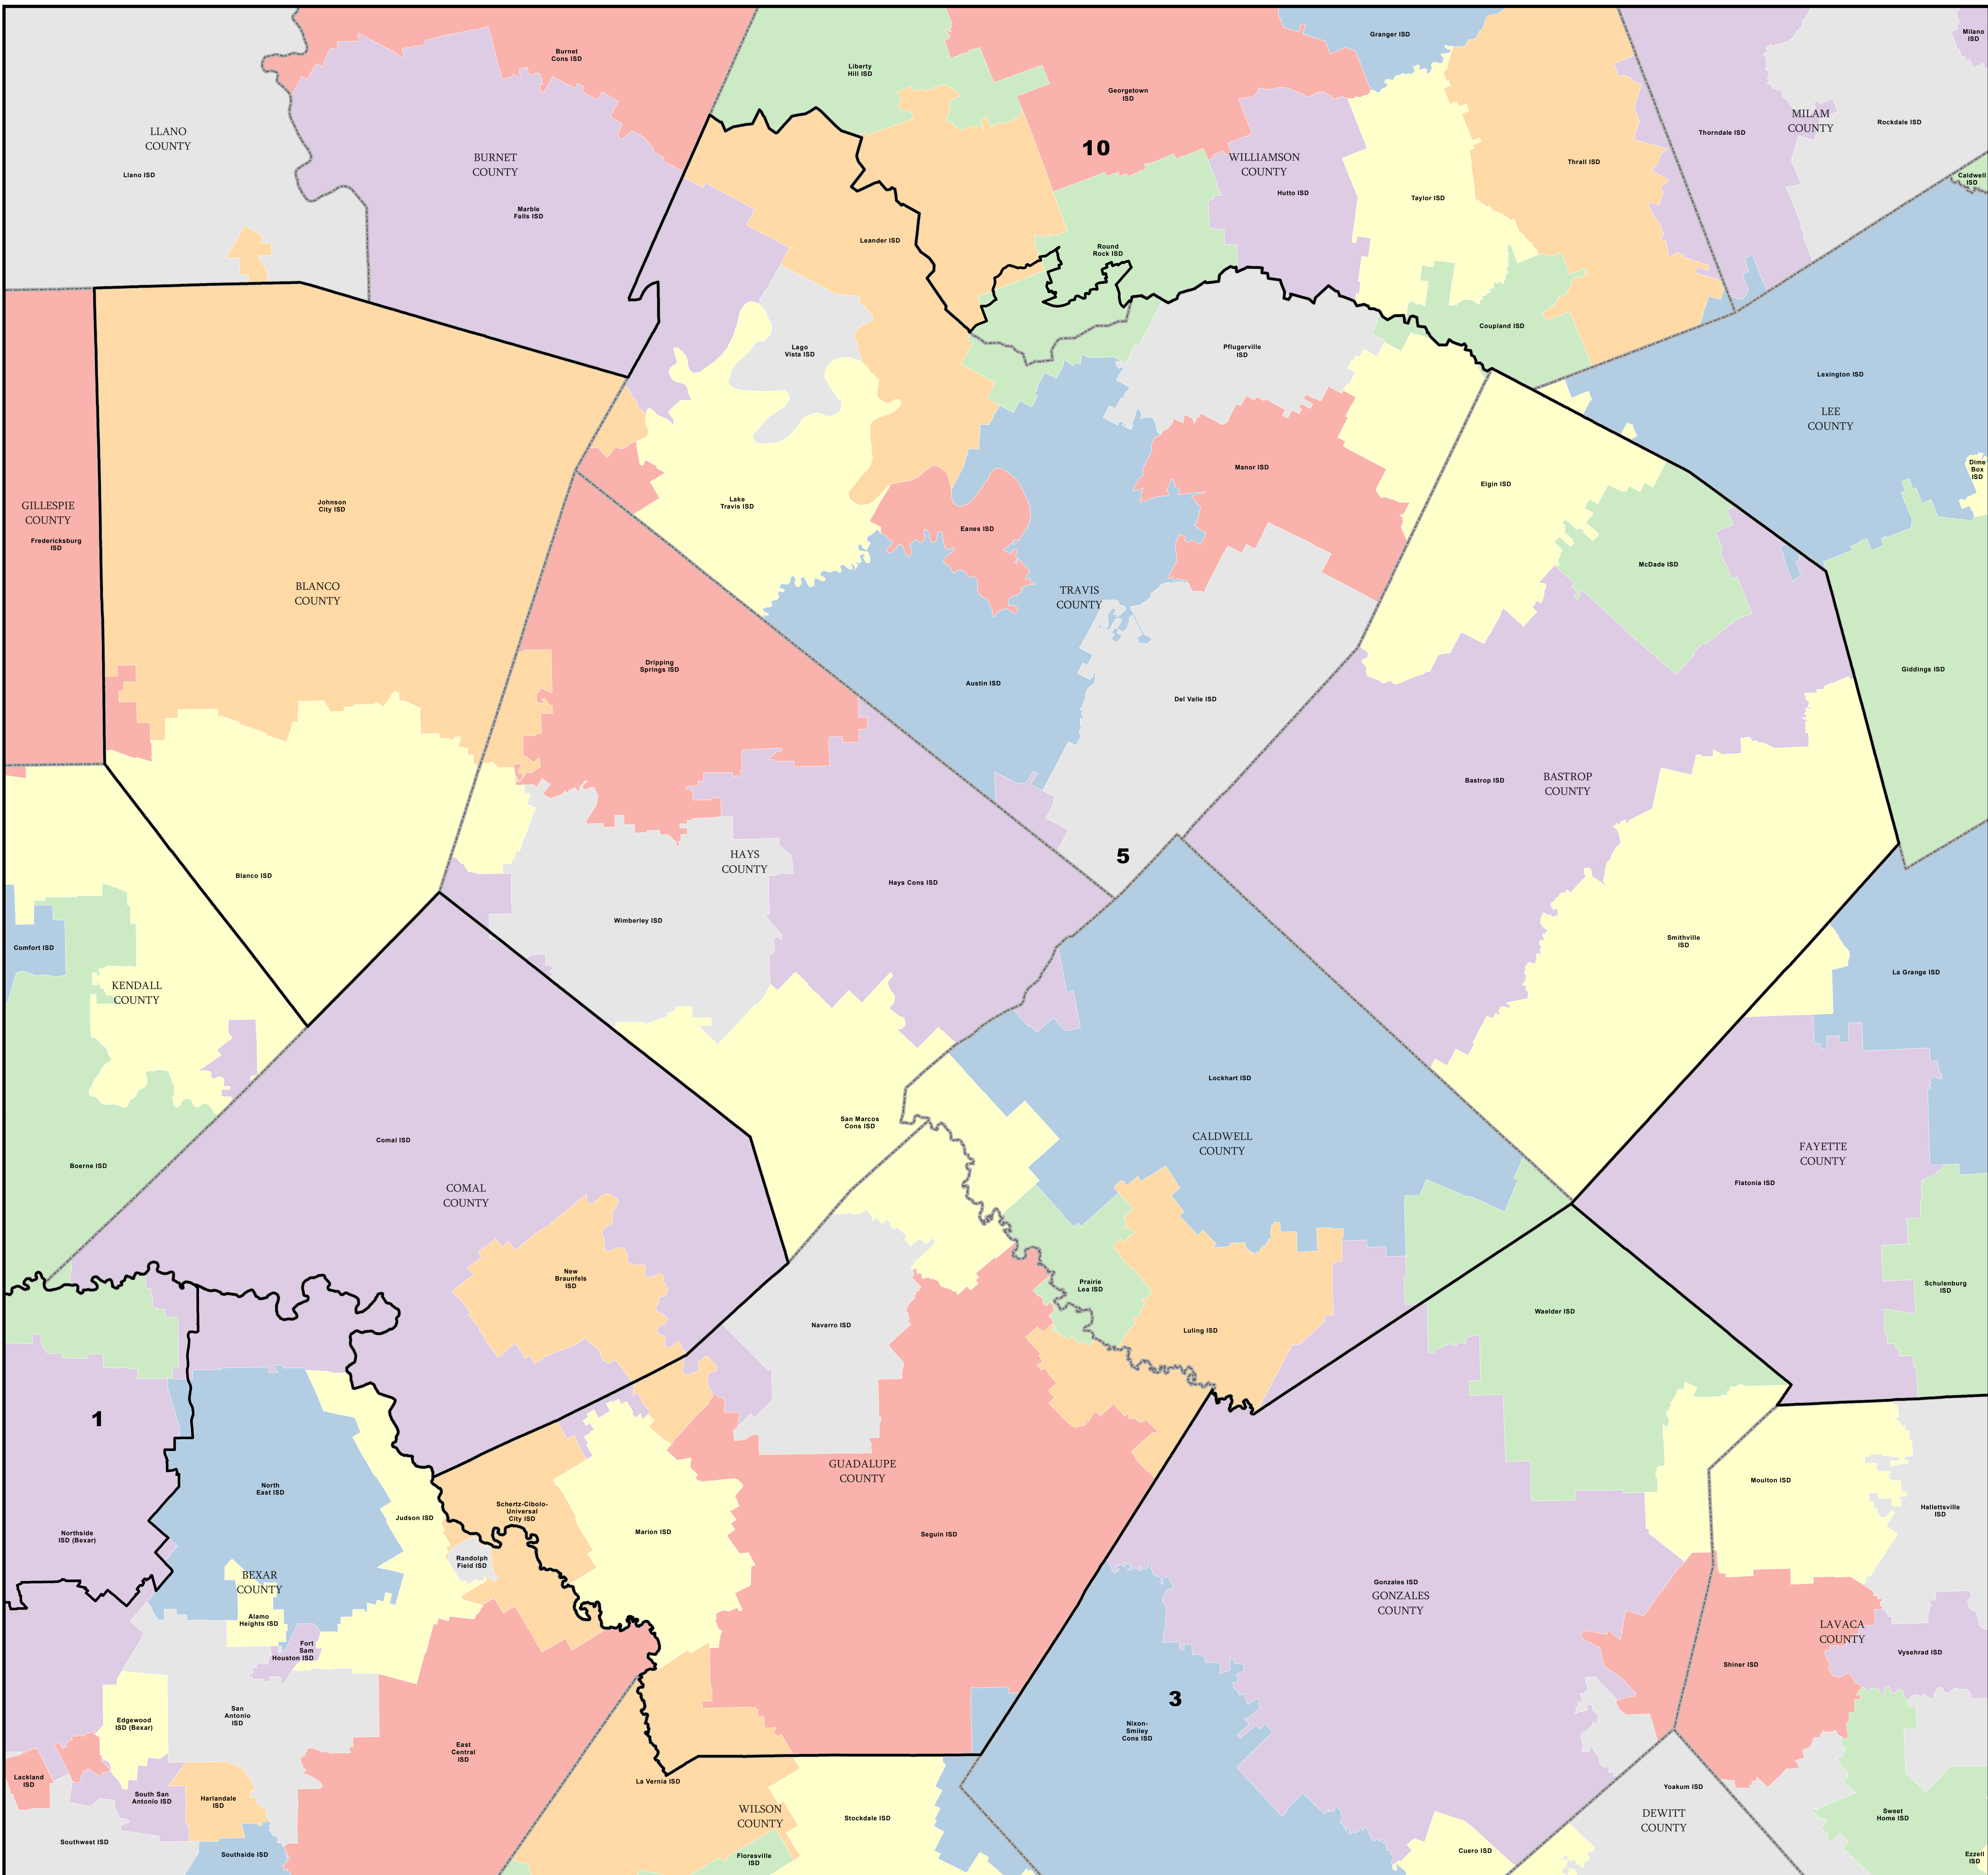 Burnet
Cons ISD
Liberty
Hill ISD
Georgetown
ISD
Granger ISD
Milano
ISD
LLANO
COUNTY
Llano ISD
BURNET
COUNTY
Marble
Falls ISD
10
WILLIAMSON
COUNTY
Hutto ISD
Taylor ISD
Thrall ISD
Thorndale ISD
MILAM
COUNTY
Rockdale ISD
Caldwell
ISD
Leander ISD
Round
Rock ISD
Lago
Vista ISD
Pflugerville
ISD
Coupland ISD
Lexington ISD
LEE
COUNTY
Dime
Box
ISD
GILLESPIE
COUNTY
Fredericksburg
ISD
Johnson
City ISD
BLANCO
COUNTY
Lake
Travis ISD
Eanes ISD
Manor ISD
Elgin ISD
McDade ISD
TRAVIS
COUNTY
Dripping
Springs ISD
Austin ISD
Del Valle ISD
Giddings ISD
Bastrop ISD
BASTROP
COUNTY
Blanco ISD
HAYS
COUNTY
Hays Cons ISD
5
Wimberley ISD
Smithville
ISD
Comfort ISD
KENDALL
COUNTY
La Grange ISD
Lockhart ISD
San Marcos
Cons ISD
CALDWELL
COUNTY
Comal ISD
Boerne ISD
COMAL
COUNTY
FAYETTE
COUNTY
Flatonia ISD
New
Braunfels
ISD
Prairie
Lea ISD
Navarro ISD
Luling ISD
Waelder ISD
Schulenburg
ISD
1
GUADALUPE
COUNTY
North
East ISD
Judson ISD
Schertz-Cibolo-
Universal
City ISD
Marion ISD
Seguin ISD
Moulton ISD
Hallettsville
ISD
Northside
ISD (Bexar)
Randolph
Field ISD
BEXAR
COUNTY
Alamo
Heights ISD
Fort
Sam
Houston ISD
Gonzales ISD
GONZALES
COUNTY
LAVACA
COUNTY
Vysehrad ISD
Shiner ISD
San
Antonio
ISD
Edgewood
ISD (Bexar)
3
Nixon-
Smiley
Cons ISD
East
Central
ISD
Lackland
ISD
La Vernia ISD
South San
Antonio ISD
Harlandale
ISD
Yoakum ISD
WILSON
COUNTY
Stockdale ISD
DEWITT
COUNTY
Sweet
Home ISD
Southwest ISD
Southside ISD
Floresville
ISD
Cuero ISD
Ezzell
ISD